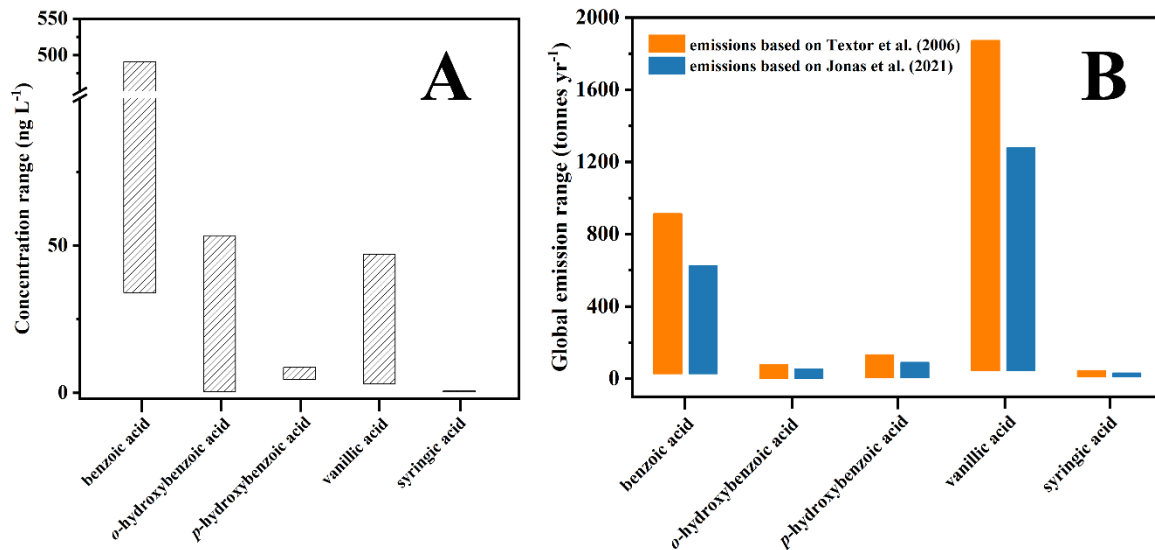 A
550
500
50
0
Concentration range (ng L⁻¹)
benzoic acid
o-hydroxybenzoic acid
p-hydroxybenzoic acid
vanillic acid
syringic acid
B
emissions based on Textor et al. (2006)
emissions based on Jonas et al. (2021)
2000
1600
1200
800
400
0
Global emission range (tonnes yr⁻¹)
benzoic acid
o-hydroxybenzoic acid
p-hydroxybenzoic acid
vanillic acid
syringic acid